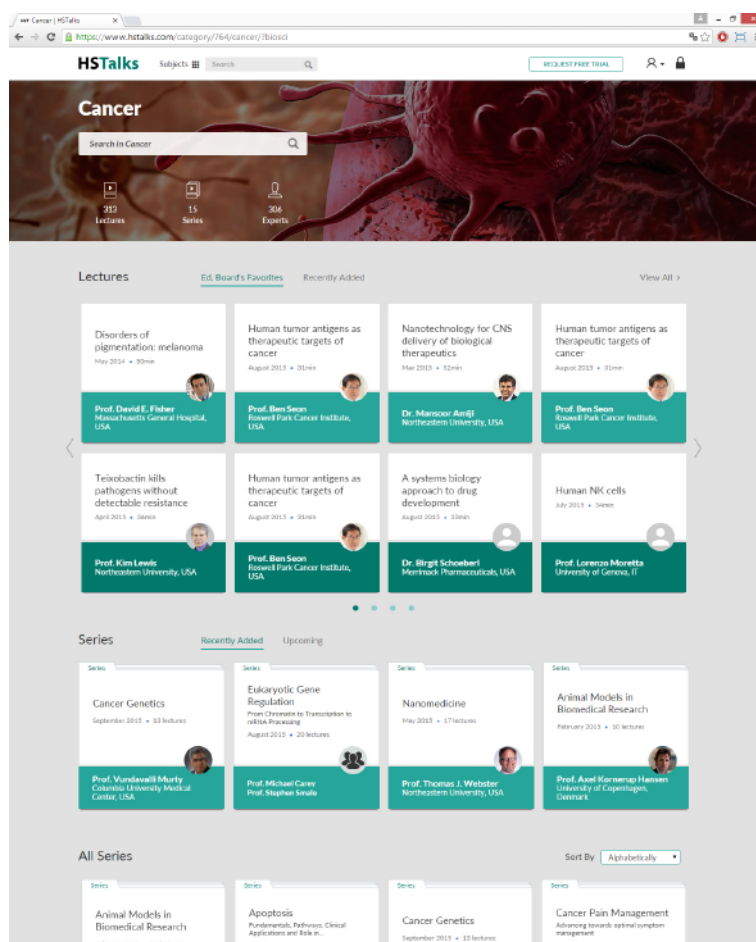 Cancer | HSTalks
https://www.hstalks.com/category/764/cancer/?biosci
HSTalks
Subjects
Search
REQUEST FREE TRIAL
Cancer
Search in Cancer
313
Lectures
15
Series
306
Experts
Lectures
Ed, Board's Favorites
Recently Added
View All >
Disorders of
pigmentation: melanoma
May 2014 • 50min
Prof. David E. Fisher
Massachusetts General Hospital,
USA
Human tumor antigens as
therapeutic targets of
cancer
August 2015 • 31min
Prof. Ben Seon
Roswell Park Cancer Institute,
USA
Nanotechnology for CNS
delivery of biological
therapeutics
May 2015 • 52min
Dr. Mansoor Amiji
Northeastern University, USA
Human tumor antigens as
therapeutic targets of
cancer
August 2015 • 31min
Prof. Ben Seon
Roswell Park Cancer Institute,
USA
Teixobactin kills
pathogens without
detectable resistance
April 2015 • 36min
Prof. Kim Lewis
Northeastern University, USA
Human tumor antigens as
therapeutic targets of
cancer
August 2015 • 31min
Prof. Ben Seon
Roswell Park Cancer Institute,
USA
A systems biology
approach to drug
development
August 2015 • 33min
Dr. Birgit Schoeberl
Merrimack Pharmaceuticals, USA
Human NK cells
July 2015 • 34min
Prof. Lorenzo Moretta
University of Genova, IT
Series
Recently Added
Upcoming
Series
Cancer Genetics
September 2015 • 13 lectures
Prof. Vundavalli Murty
Columbia University Medical
Center, USA
Series
Eukaryotic Gene
Regulation
From Chromatin to Transcription to
mRNA Processing
August 2015 • 20 lectures
Prof. Michael Carey
Prof. Stephen Smale
Series
Nanomedicine
May 2015 • 17 lectures
Prof. Thomas J. Webster
Northeastern University, USA
Series
Animal Models in
Biomedical Research
February 2015 • 10 lectures
Prof. Axel Kornerup Hansen
University of Copenhagen,
Denmark
All Series
Sort By
Alphabetically
Series
Animal Models in
Biomedical Research
Series
Apoptosis
Fundamentals, Pathways, Clinical
Applications and Role in...
Series
Cancer Genetics
September 2015 • 13 lectures
Series
Cancer Pain Management
Advancing towards optimal symptom
management